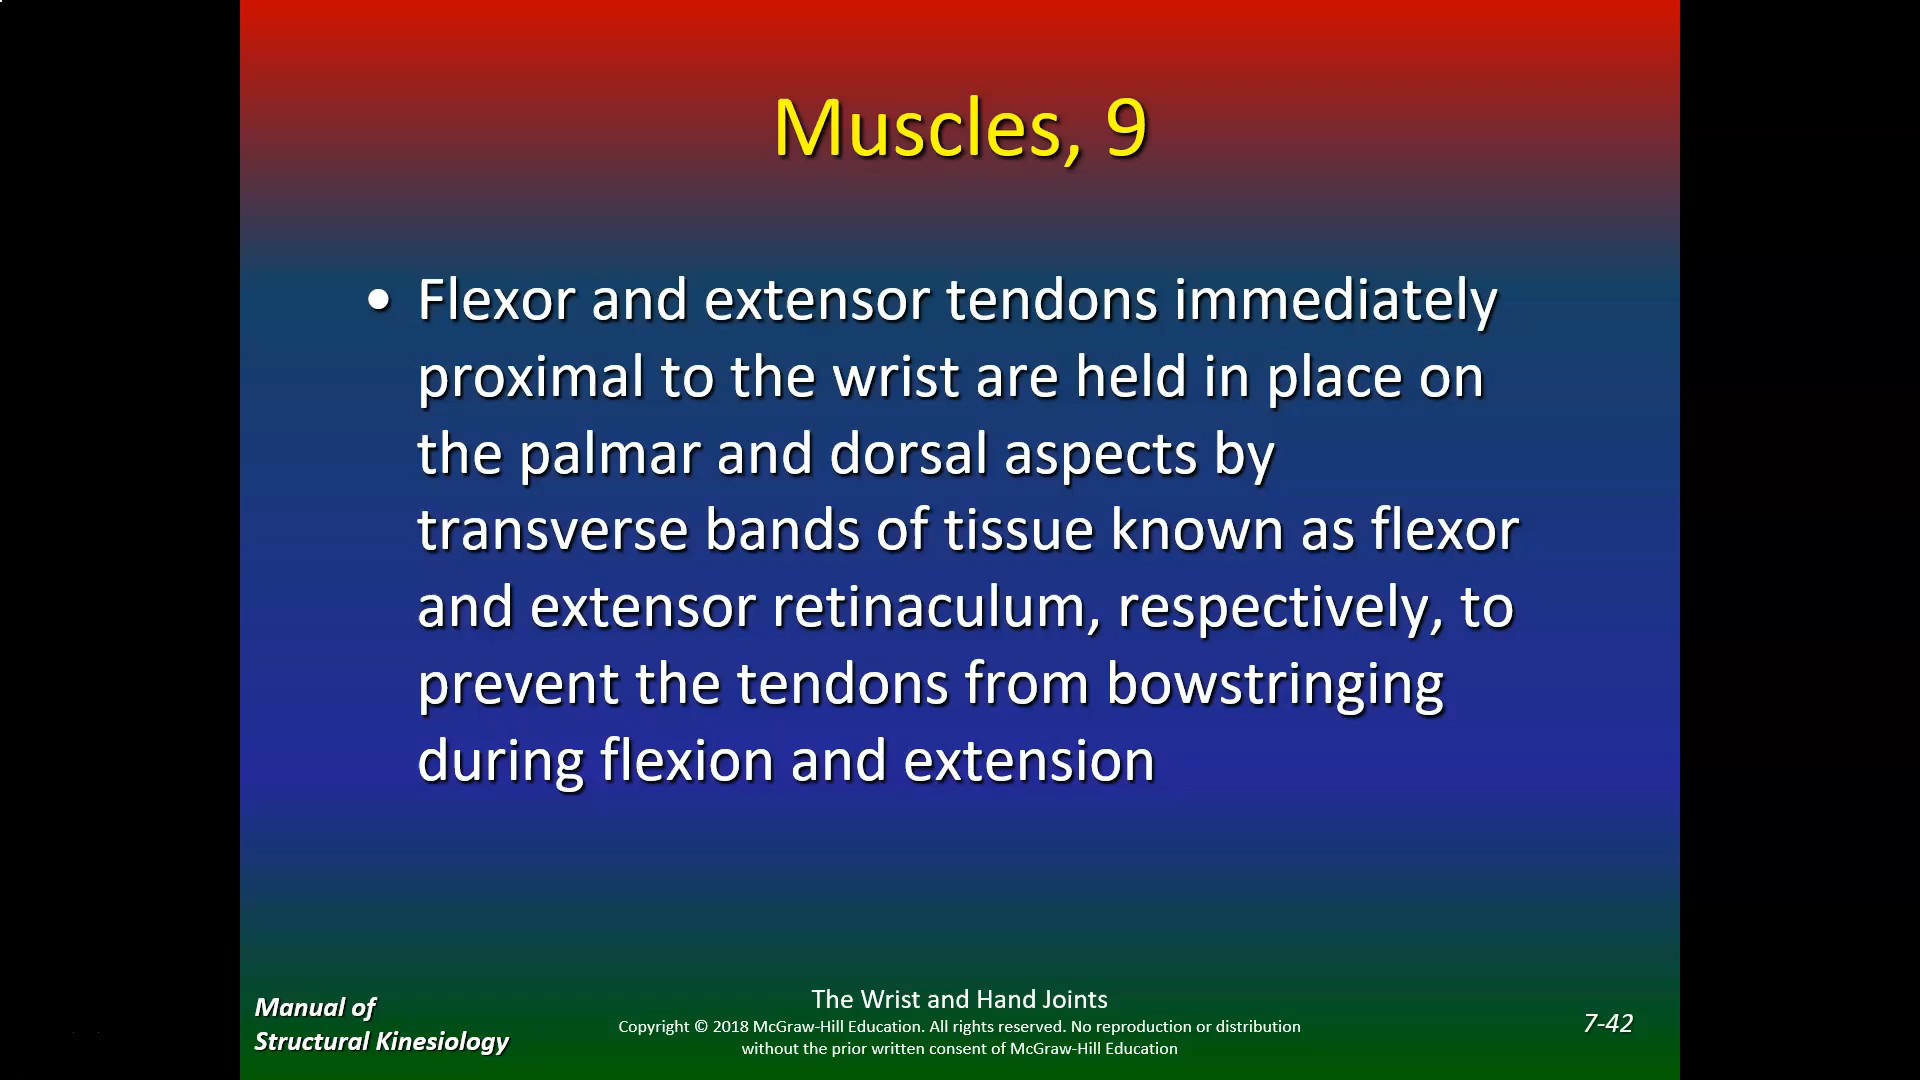 Muscles, 9
• Flexor and extensor tendons immediately
proximal to the wrist are held in place on
the palmar and dorsal aspects by
transverse bands of tissue known as flexor
and extensor retinaculum, respectively, to
prevent the tendons from bowstringing
during flexion and extension
Manual of
Structural Kinesiology
The Wrist and Hand Joints
Copyright © 2018 McGraw-Hill Education. All rights reserved. No reproduction or distribution
without the prior written consent of McGraw-Hill Education
7-42